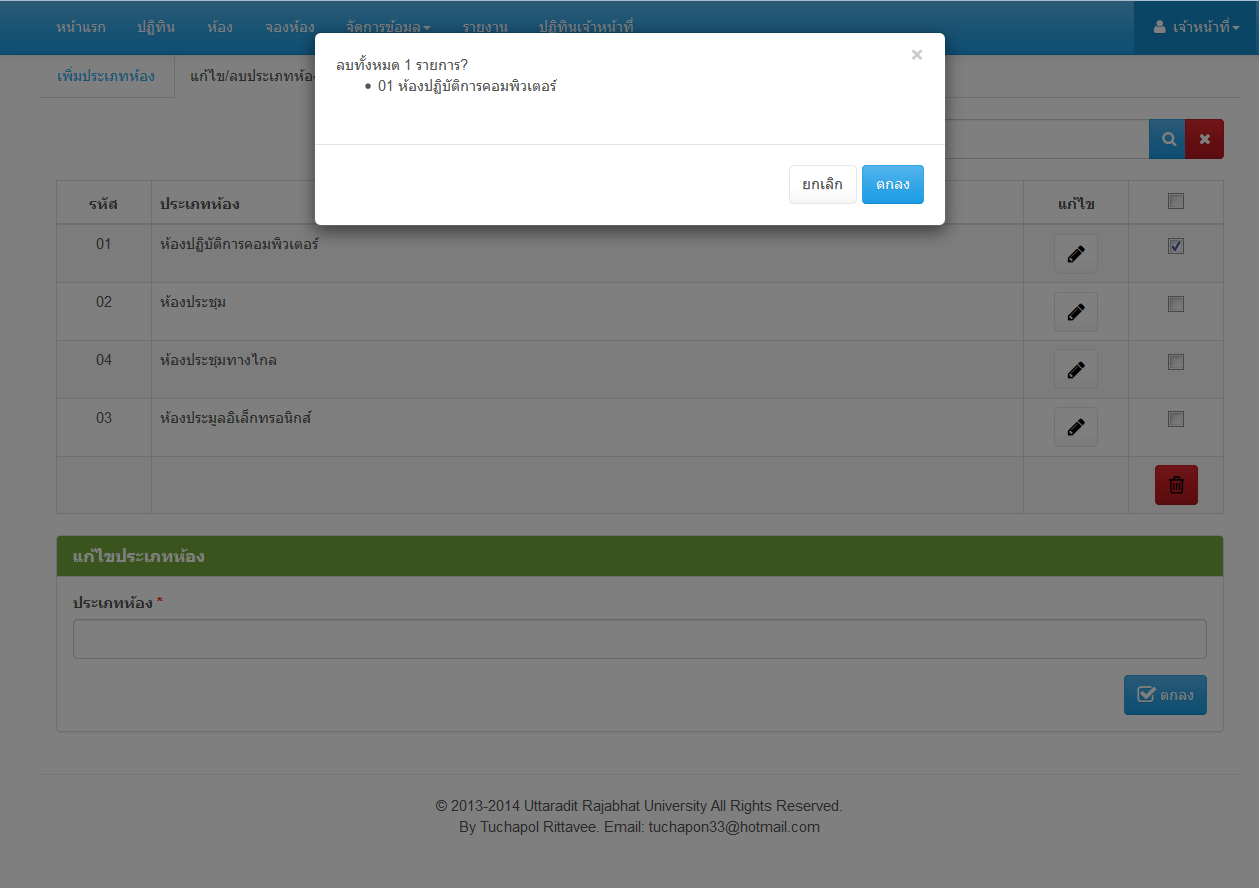 หน้าแรก ปฏิทิน ห้อง จองห้อง จัดการข้อมูล รายงาน ปฏิทินเจ้าหน้าที่ เจ้าหน้าที่
เพิ่มประเภทห้อง แก้ไข/ลบประเภทห้อง
ลบทั้งหมด 1 รายการ?
• 01 ห้องปฏิบัติการคอมพิวเตอร์
ยกเลิก ตกลง
รหัส ประเภทห้อง แก้ไข
01 ห้องปฏิบัติการคอมพิวเตอร์
02 ห้องประชุม
04 ห้องประชุมทางไกล
03 ห้องประมูลอิเล็กทรอนิกส์
แก้ไขประเภทห้อง
ประเภทห้อง *
ตกลง
© 2013-2014 Uttaradit Rajabhat University All Rights Reserved.
By Tuchapol Rittavee. Email: tuchapon33@hotmail.com